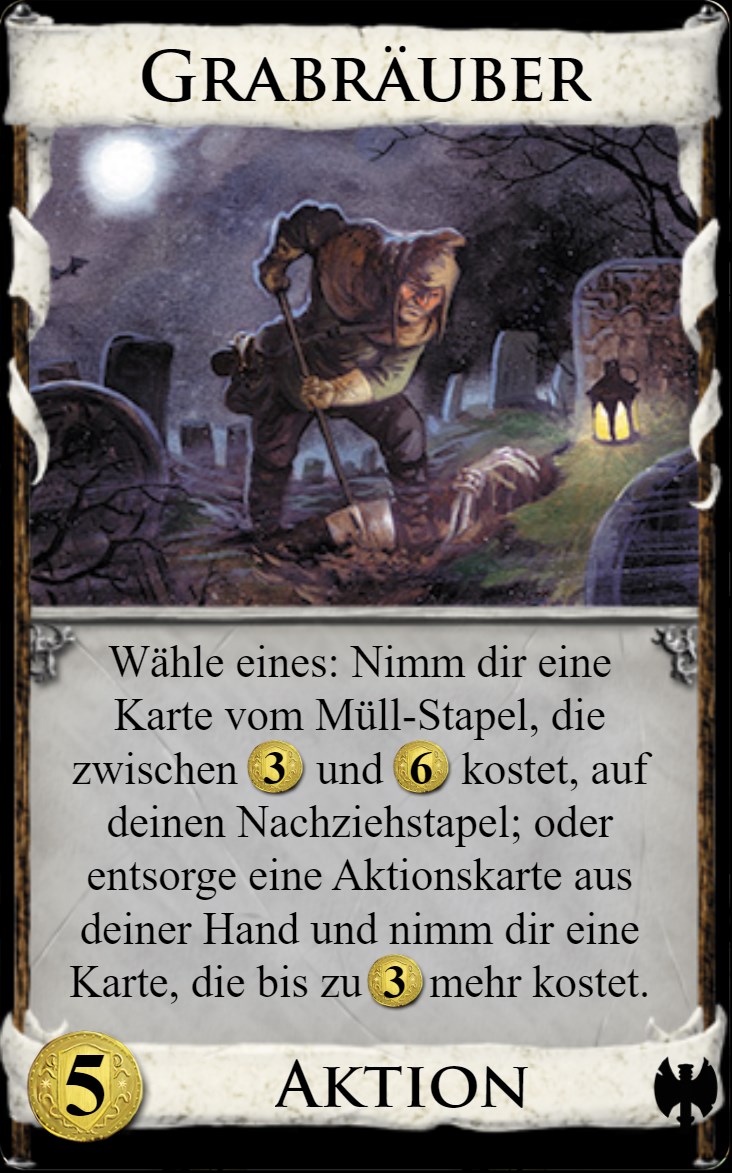 Grabräuber
Wähle eines: Nimm dir eine
Karte vom Müll-Stapel, die
zwischen 3 und 6 kostet, auf
deinen Nachziehstapel; oder
entsorge eine Aktionskarte aus
deiner Hand und nimm dir eine
Karte, die bis zu 3 mehr kostet.
5 Aktion